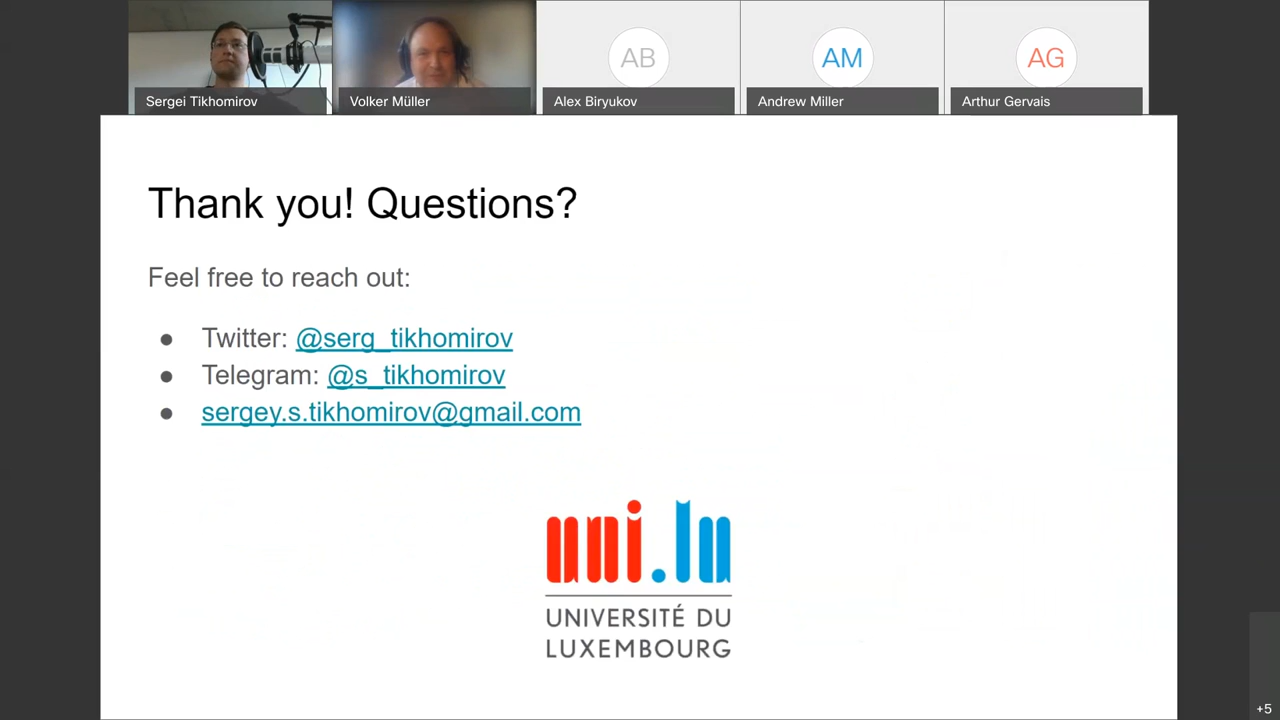 AB
AM
AG
Sergei Tikhomirov
Volker Müller
Alex Biryukov
Andrew Miller
Arthur Gervais
Thank you! Questions?
Feel free to reach out:
● Twitter: @serg_tikhomirov
● Telegram: @s_tikhomirov
● sergey.s.tikhomirov@gmail.com
uni.lu
UNIVERSITÉ DU
LUXEMBOURG
+5